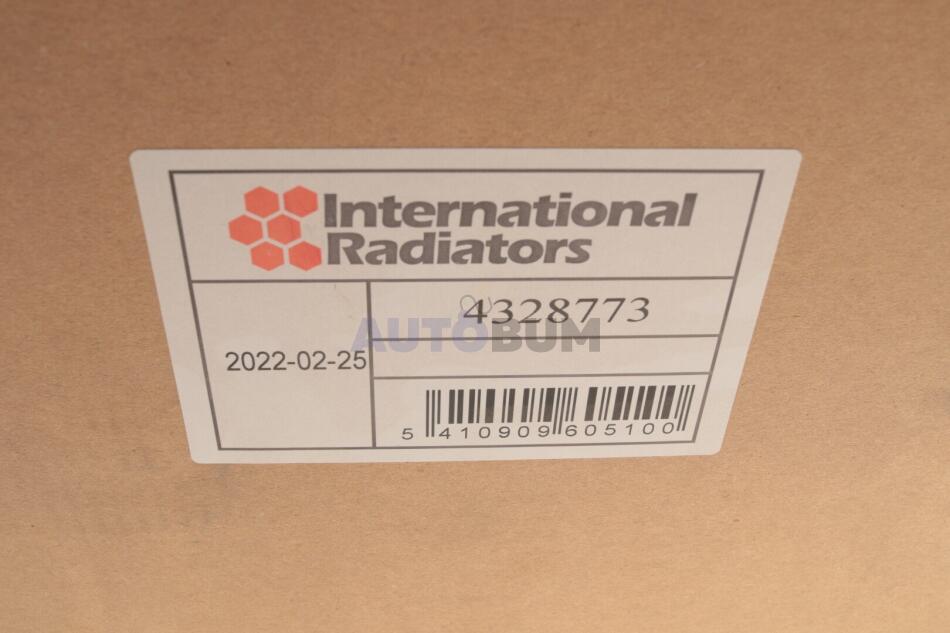 International
Radiators
4328773
AUTOBUM
2022-02-25
5 410909 605100